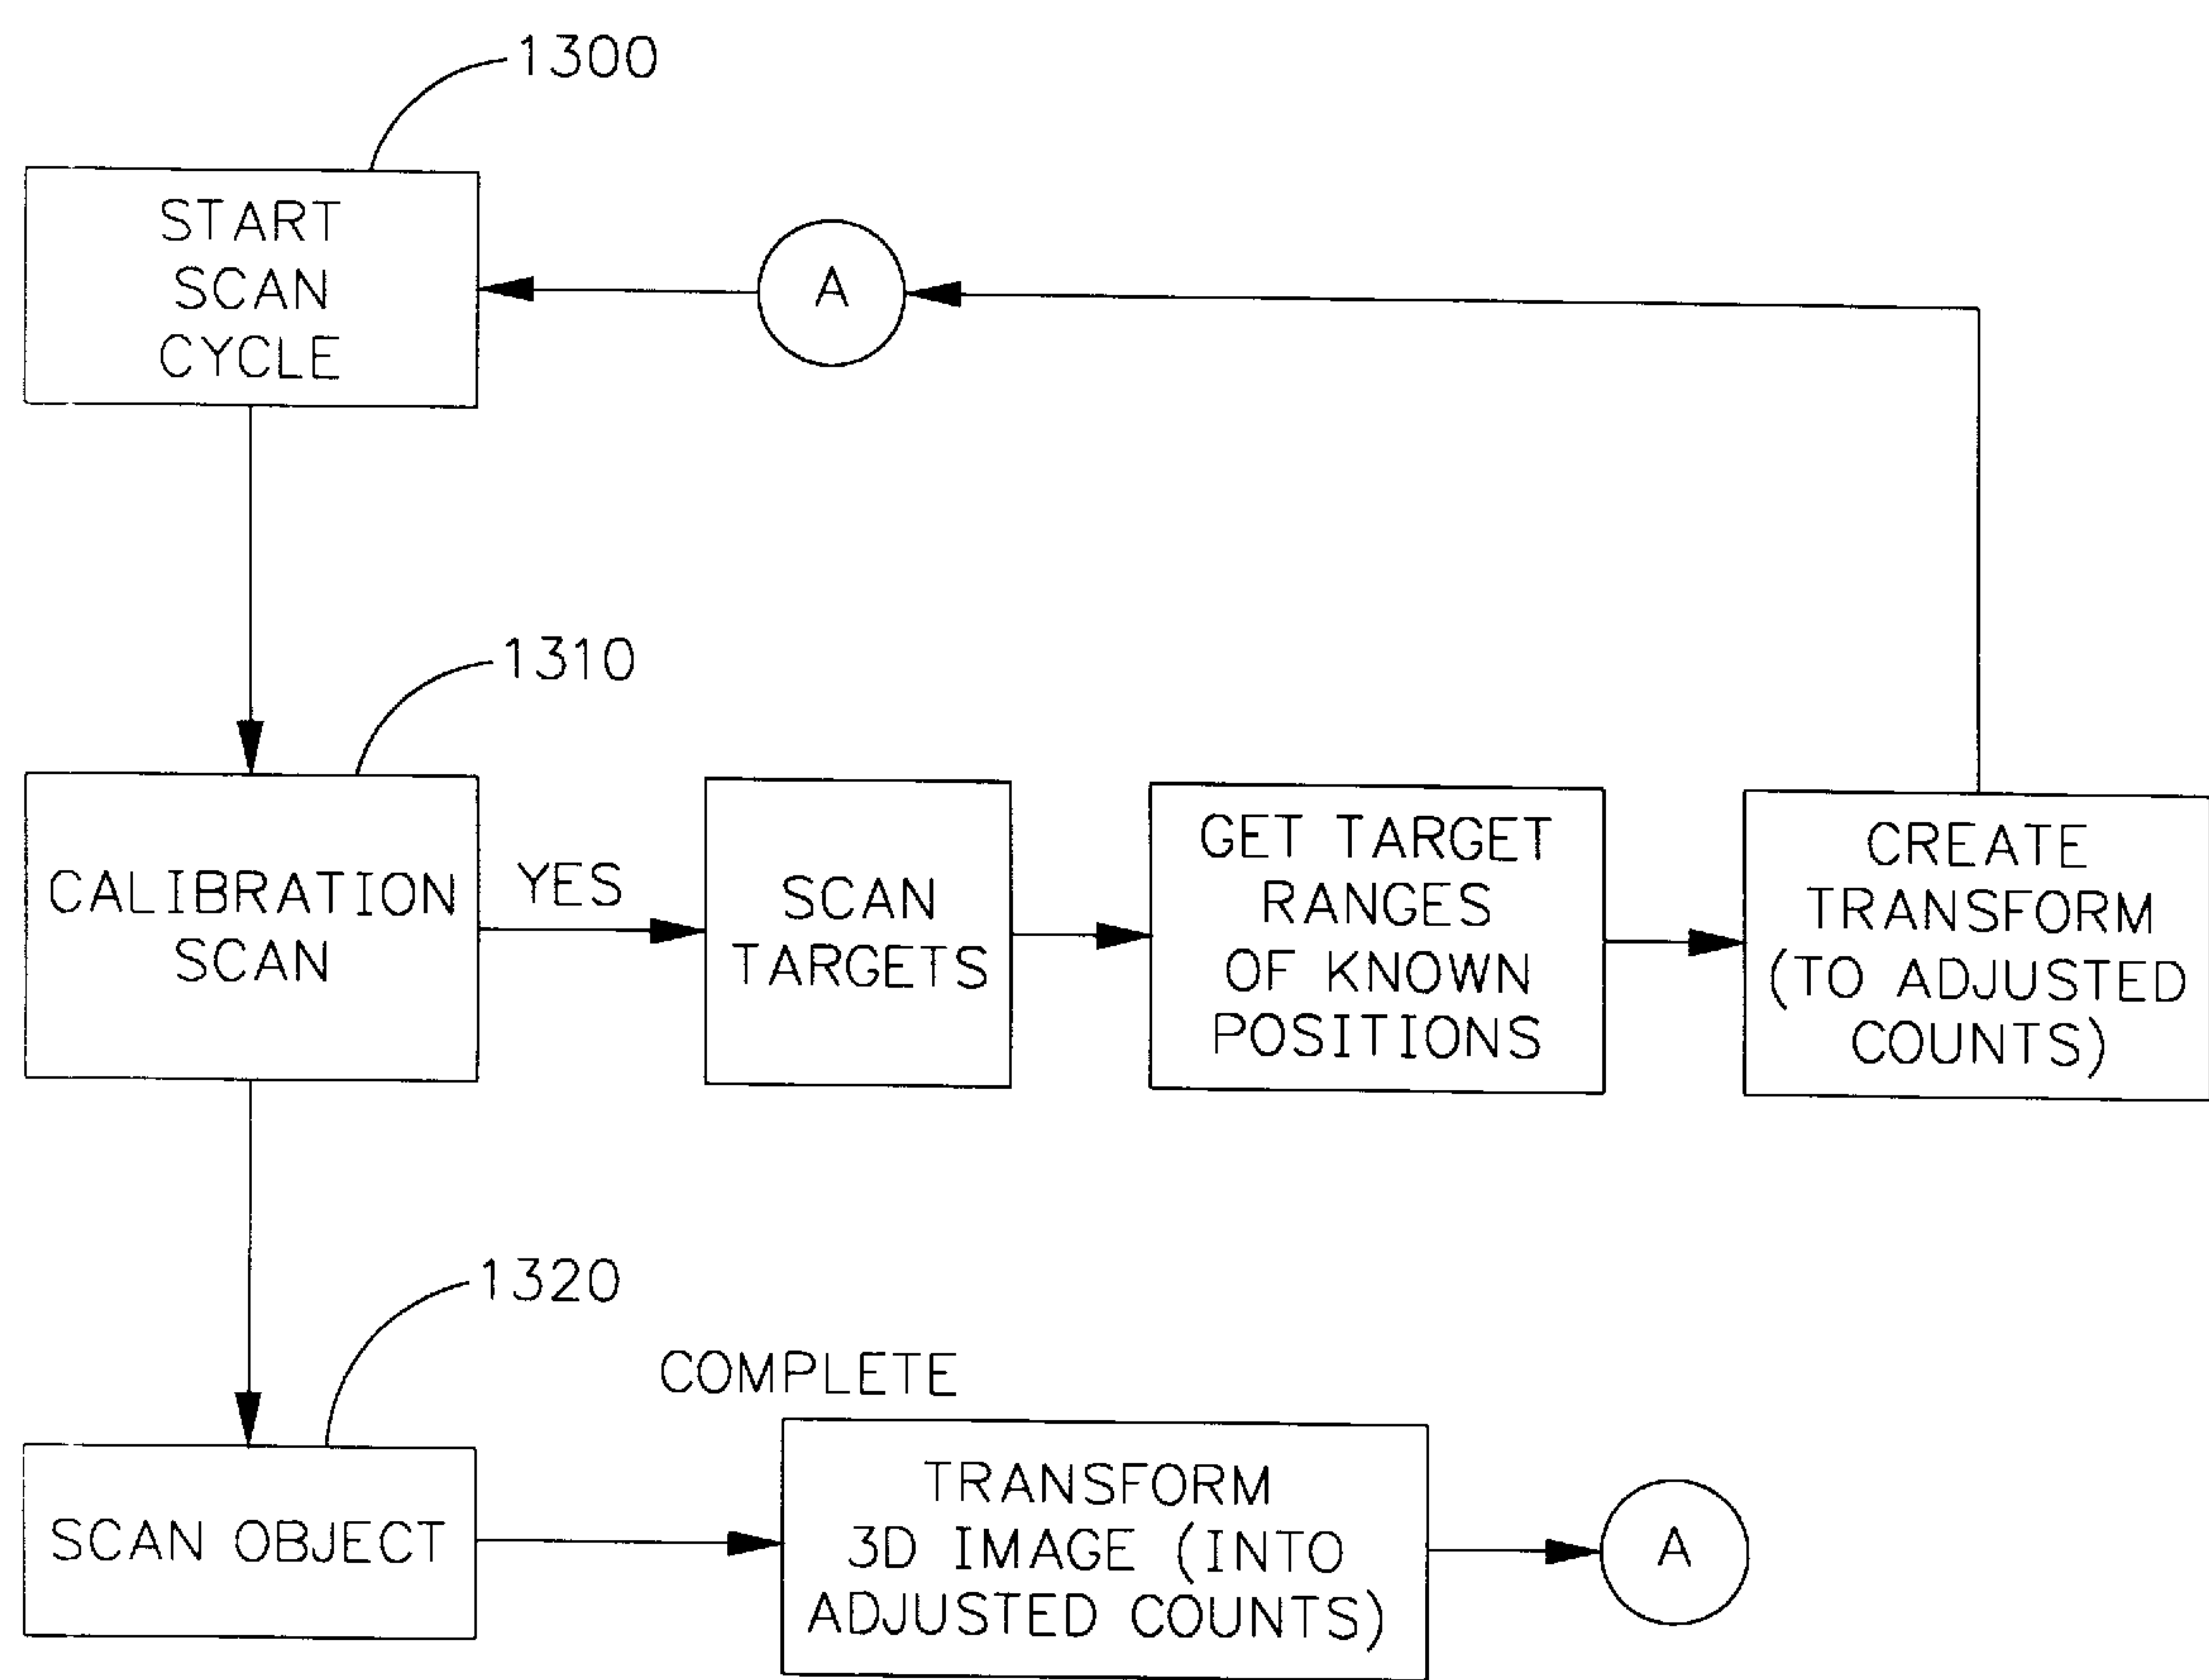 1300
START
SCAN
CYCLE
A
1310
CALIBRATION
SCAN
YES
SCAN
TARGETS
GET TARGET
RANGES
OF KNOWN
POSITIONS
CREATE
TRANSFORM
(TO ADJUSTED
COUNTS)
1320
SCAN OBJECT
COMPLETE
TRANSFORM
3D IMAGE (INTO
ADJUSTED COUNTS)
A